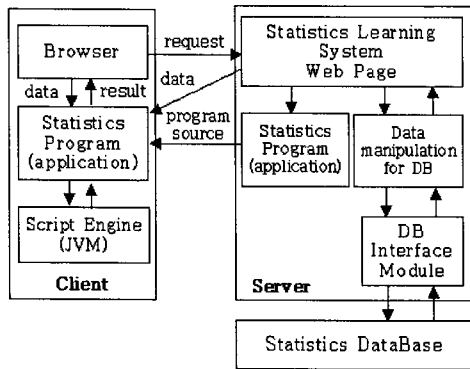 Browser
data
result
Statistics
Program
(application)
Script Engine
(JVM)
Client
request
data
program
source
Statistics Learning
System
Web Page
Statistics
Program
(application)
Data
manipulation
for DB
DB
Interface
Module
Server
Statistics DataBase